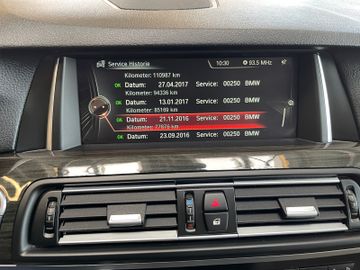 Service Historie 10:30 93.5 MHz
Kilometer: 110987 km
OK Datum: 27.04.2017 Service: 00250 BMW
Kilometer: 94336 km
OK Datum: 13.01.2017 Service: 00250 BMW
Kilometer: 85169 km
OK Datum: 21.11.2016 Service: 00250 BMW
OK Datum: 23.09.2016 Service: 00250 BMW